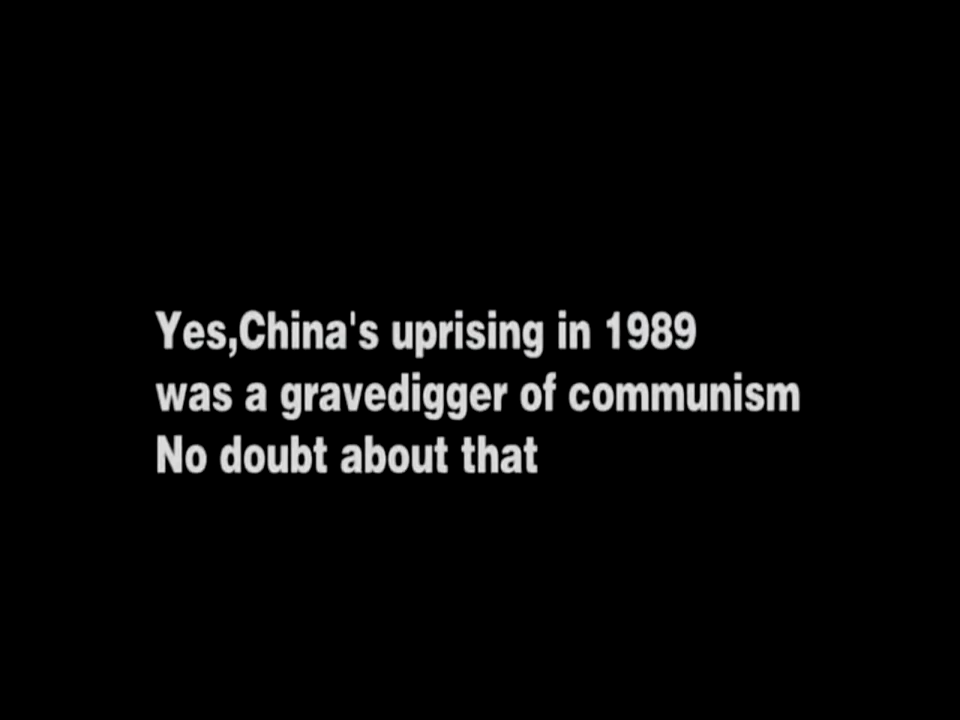 Yes,China's uprising in 1989
was a gravedigger of communism
No doubt about that